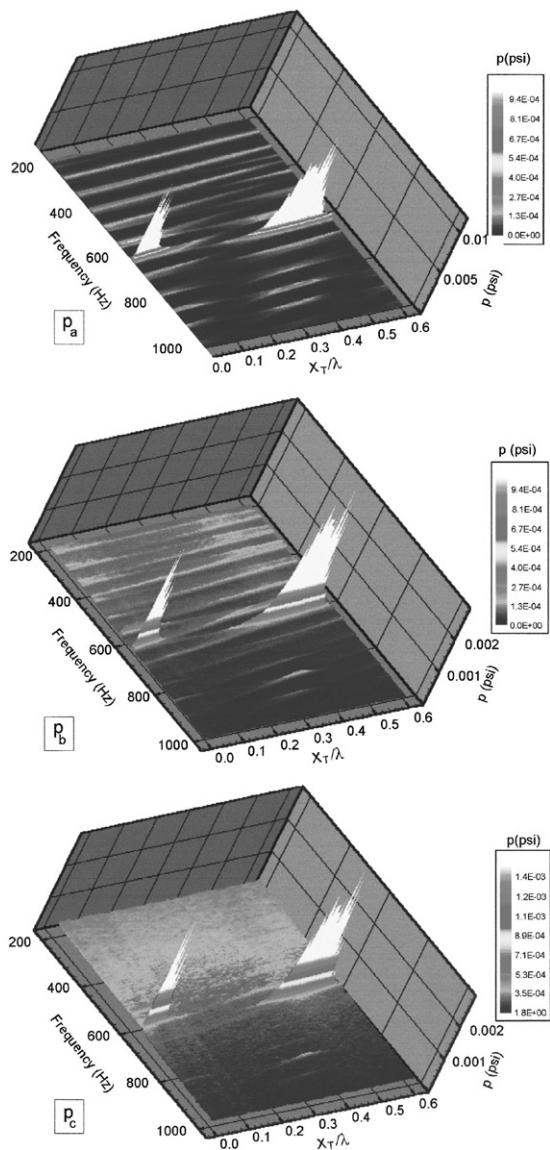 p(psi)
9.4E-04
8.1E-04
6.7E-04
5.4E-04
4.0E-04
2.7E-04
1.3E-04
0.0E+00
200
400
600
800
1000
Frequency (Hz)
0.01
0.005
p (psi)
0.0 0.1 0.2 0.3 0.4 0.5 0.6
x_T/λ
p_a
p (psi)
9.4E-04
8.1E-04
6.7E-04
5.4E-04
4.0E-04
2.7E-04
1.3E-04
0.0E+00
200
400
600
800
1000
Frequency (Hz)
0.002
0.001
p (psi)
0.0 0.1 0.2 0.3 0.4 0.5 0.6
x_T/λ
p_b
p(psi)
1.4E-03
1.2E-03
1.1E-03
8.9E-04
7.1E-04
5.3E-04
3.5E-04
1.8E+00
200
400
600
800
1000
Frequency (Hz)
0.002
0.001
p (psi)
0.0 0.1 0.2 0.3 0.4 0.5 0.6
x_T/λ
p_c